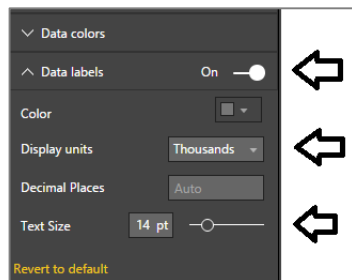 Data colors
Data labels On
Color
Display units Thousands
Decimal Places Auto
Text Size 14 pt
Revert to default